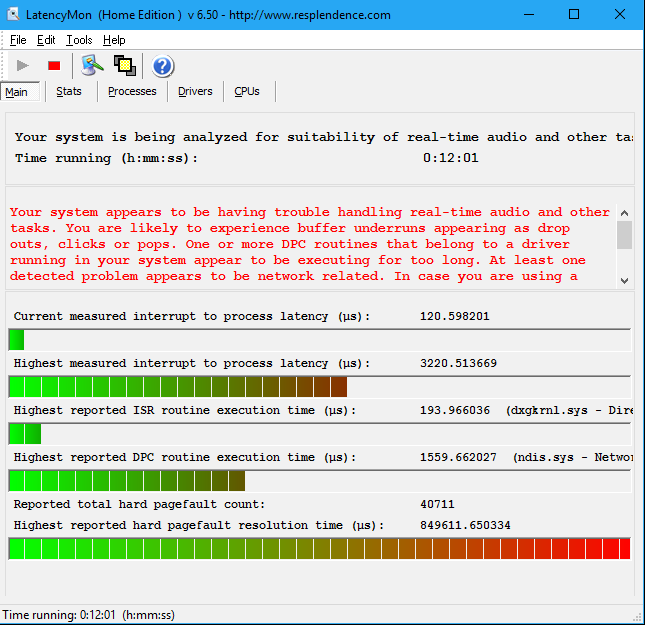 LatencyMon (Home Edition ) v 6.50 - http://www.resplendence.com
File Edit Tools Help
Main Stats Processes Drivers CPUs
Your system is being analyzed for suitability of real-time audio and other tas
Time running (h:mm:ss): 0:12:01
Your system appears to be having trouble handling real-time audio and other
tasks. You are likely to experience buffer underruns appearing as drop
outs, clicks or pops. One or more DPC routines that belong to a driver
running in your system appear to be executing for too long. At least one
detected problem appears to be network related. In case you are using a
Current measured interrupt to process latency (µs): 120.598201
Highest measured interrupt to process latency (µs): 3220.513669
Highest reported ISR routine execution time (µs): 193.966036 (dxgkrnl.sys - Dire
Highest reported DPC routine execution time (µs): 1559.662027 (ndis.sys - Networ
Reported total hard pagefault count: 40711
Highest reported hard pagefault resolution time (µs): 849611.650334
Time running: 0:12:01 (h:mm:ss)